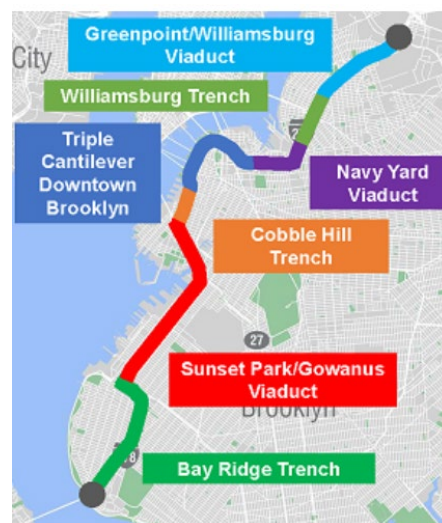 Greenpoint/Williamsburg
Viaduct
City
Williamsburg Trench
Triple
Cantilever
Downtown
Brooklyn
Navy Yard
Viaduct
Cobble Hill
Trench
27
Sunset Park/Gowanus
Viaduct
Bay Ridge Trench